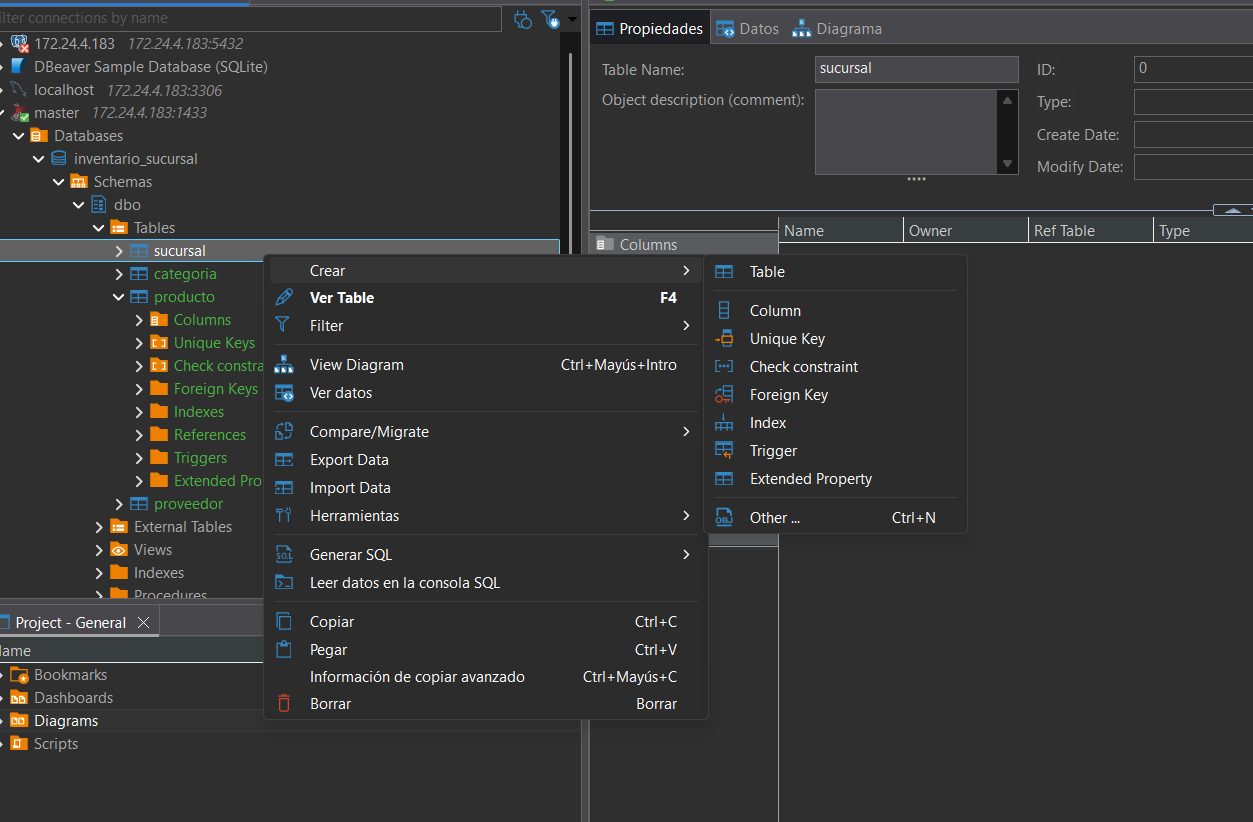 ilter connections by name
172.24.4.183 172.24.4.183:5432
DBeaver Sample Database (SQLite)
localhost 172.24.4.183:3306
master 172.24.4.183:1433
Databases
inventario_sucursal
Schemas
dbo
Tables
sucursal
categoria
producto
Columns
Unique Keys
Check constra
Foreign Keys
Indexes
References
Triggers
Extended Pro
proveedor
External Tables
Views
Indexes
Procedures
Project - General
ame
Bookmarks
Dashboards
Diagrams
Scripts
Crear
Ver Table F4
Filter
View Diagram Ctrl+Mayús+Intro
Ver datos
Compare/Migrate
Export Data
Import Data
Herramientas
Generar SQL
Leer datos en la consola SQL
Copiar Ctrl+C
Pegar Ctrl+V
Información de copiar avanzado Ctrl+Mayús+C
Borrar Borrar
Table
Column
Unique Key
Check constraint
Foreign Key
Index
Trigger
Extended Property
Other ... Ctrl+N
Propiedades Datos Diagrama
Table Name: sucursal
Object description (comment):
ID: 0
Type:
Create Date:
Modify Date:
Columns
Name Owner Ref Table Type